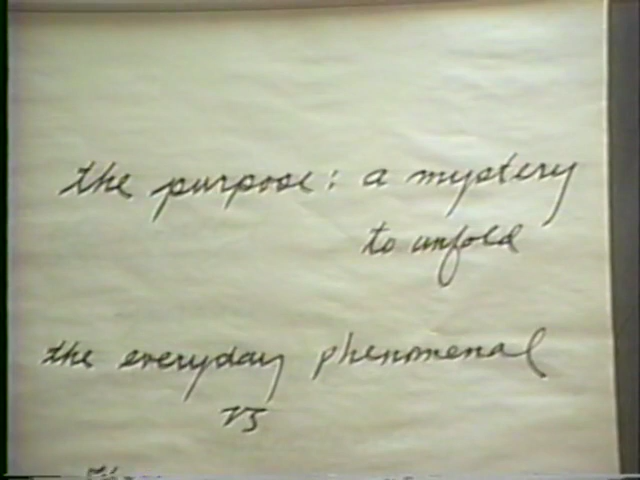 the purpose: a mystery
to unfold
the everyday phenomenal
vs